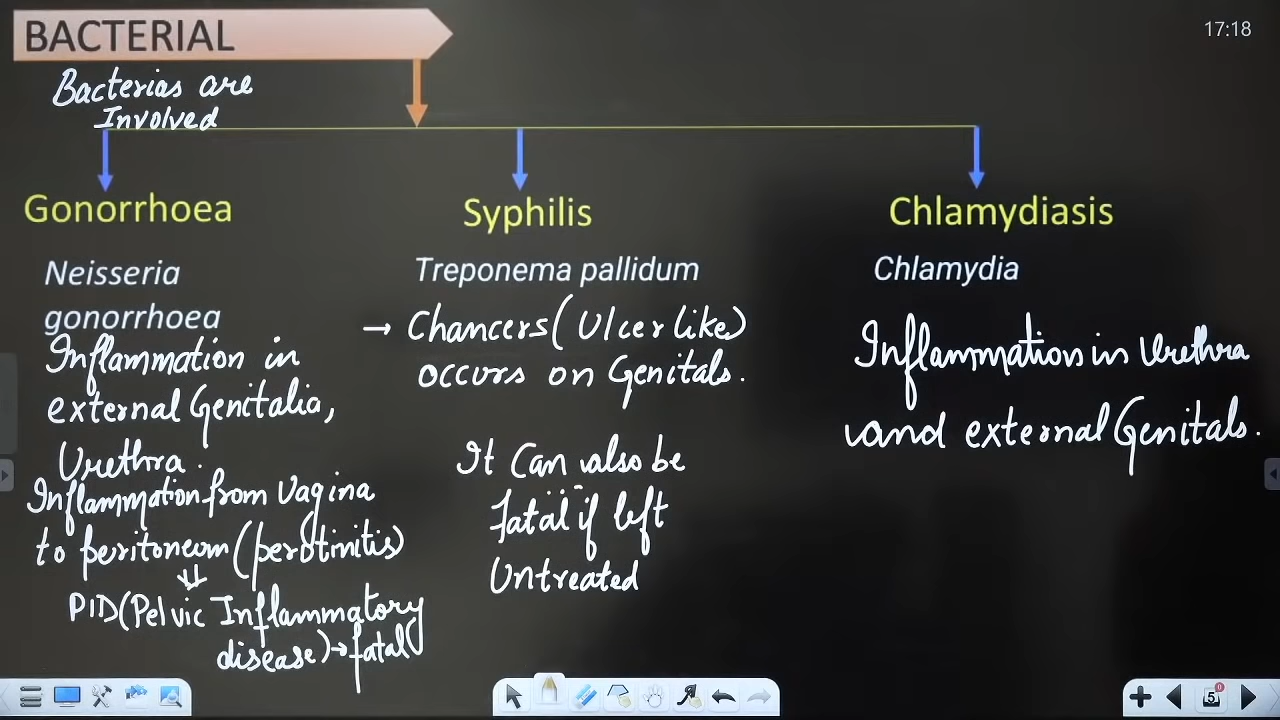 BACTERIAL
17:18
Bacterias are
Involved
Gonorrhoea
Neisseria
gonorrhoea
Inflammation in
external Genitalia,
Urethra.
Inflammation from Vagina
to peritoneum (perotinitis)
PID (Pelvic Inflammatory
disease) → fatal
Syphilis
Treponema pallidum
→ Chancers (Ulcer like)
occurs on Genitals.
It Can also be
Fatal if left
Untreated
Chlamydiasis
Chlamydia
Inflammation in Urethra
and external Genitals.
5